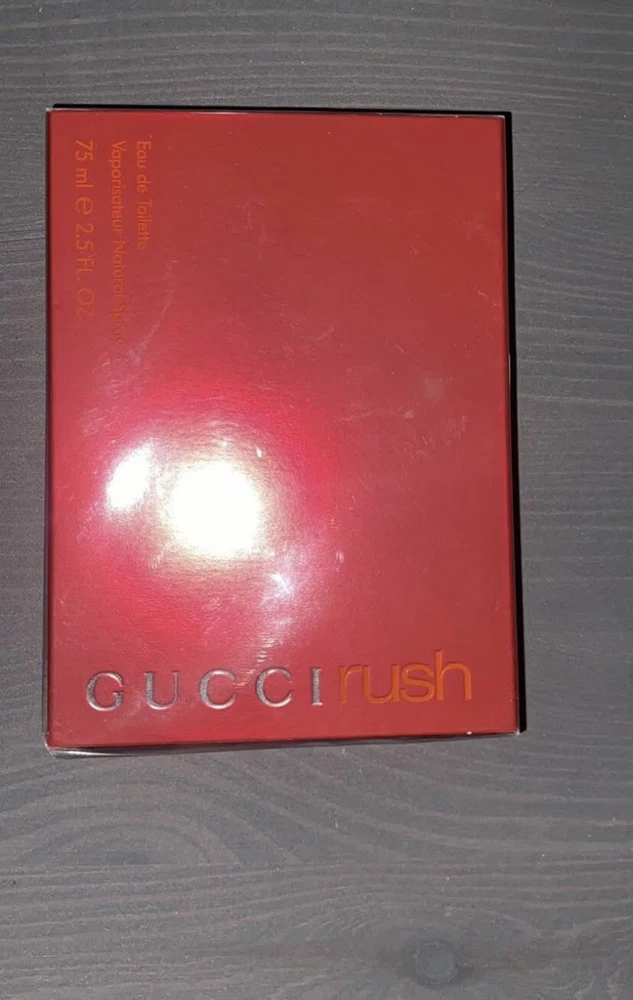 Eau de Toilette
Vaporisateur Natural Spray
75 ml e 2.5 FL. OZ
GUCCI rush